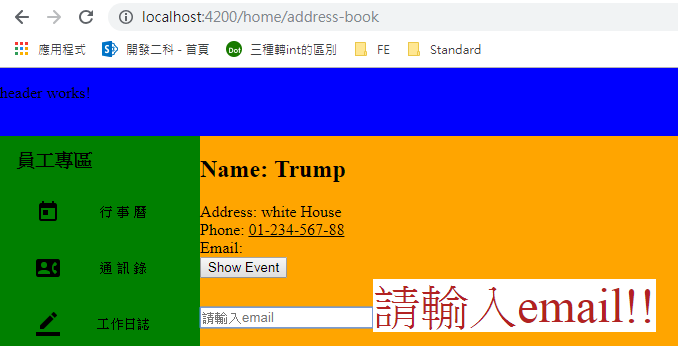 localhost:4200/home/address-book
應用程式 開發二科 - 首頁 Dot 三種轉int的區別 FE Standard
header works!
員工專區
Name: Trump
行事曆
Address: white House
Phone: 01-234-567-88
Email:
通訊錄
Show Event
工作日誌
請輸入email
請輸入email!!